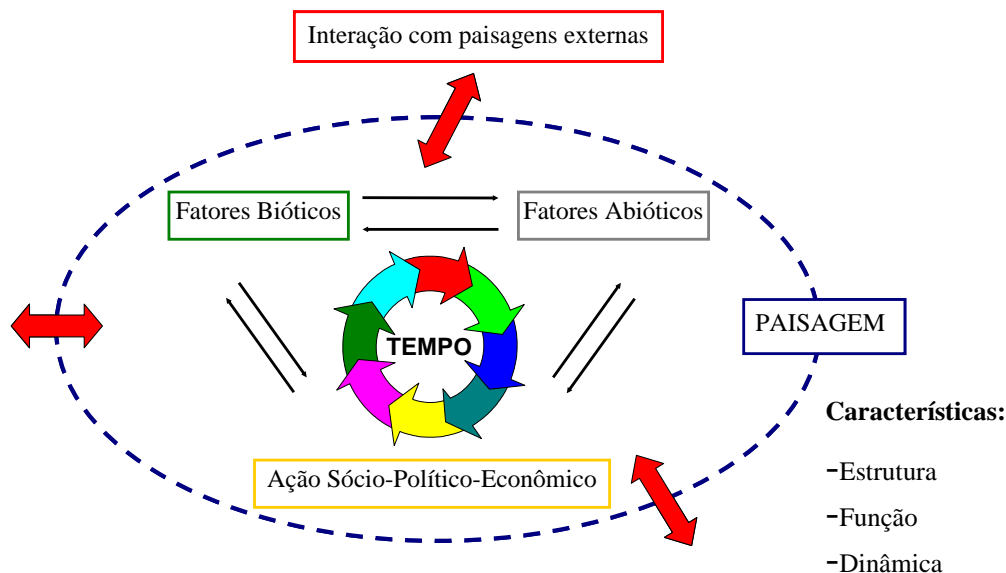 Interação com paisagens externas
Fatores Bióticos
Fatores Abióticos
TEMPO
PAISAGEM
Ação Sócio-Político-Econômico
Características:
-Estrutura
-Função
-Dinâmica